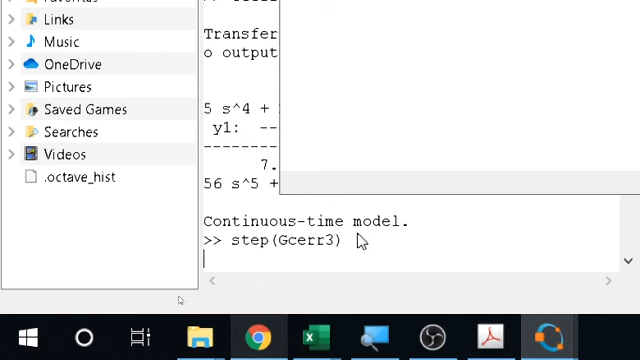 Links
Music
OneDrive
Pictures
Saved Games
Searches
Videos
.octave_hist
Transfer
o output
5 s^4 +
y1: --
--------
7.
56 s^5 +
Continuous-time model.
>> step(Gcerr3)